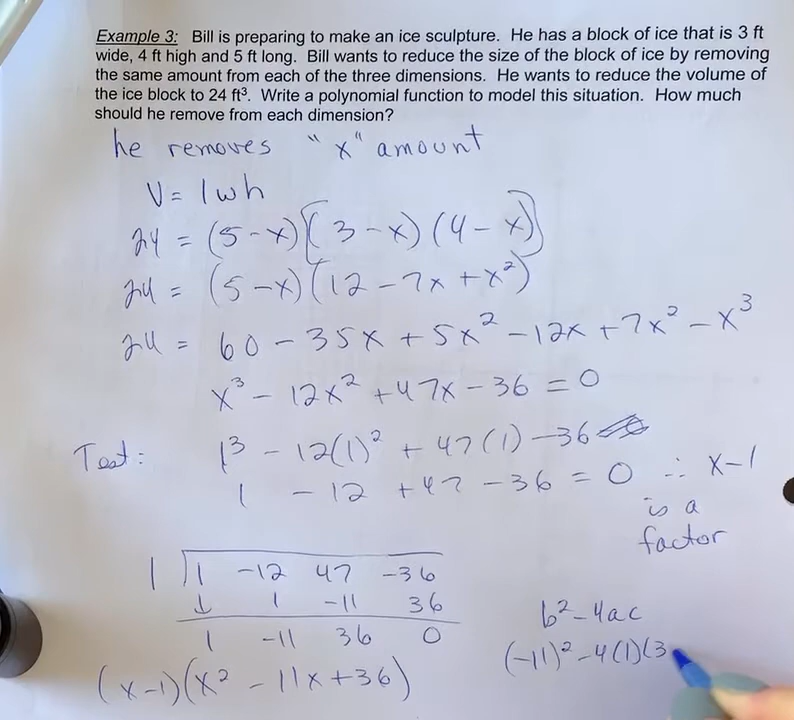 Example 3: Bill is preparing to make an ice sculpture. He has a block of ice that is 3 ft
wide, 4 ft high and 5 ft long. Bill wants to reduce the size of the block of ice by removing
the same amount from each of the three dimensions. He wants to reduce the volume of
the ice block to 24 ft³. Write a polynomial function to model this situation. How much
should he remove from each dimension?
he removes "x" amount
V = lwh
24 = (5-x)[(3-x)(4-x)]
24 = (5-x)(12-7x+x²)
24 = 60-35x+5x²-12x+7x²-x³
x³-12x²+47x-36=0
Test: 1³-12(1)²+47(1)-36
1 -12 +47 -36 = 0 ∴ x-1
is a
factor
1 1 -12 47 -36
↓ 1 -11 36
1 -11 36 0
(x-1)(x²-11x+36)
b²-4ac
(-11)²-4(1)(3